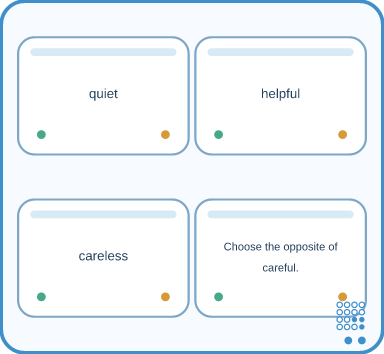 quiet
helpful
careless
Choose the opposite of
careful.